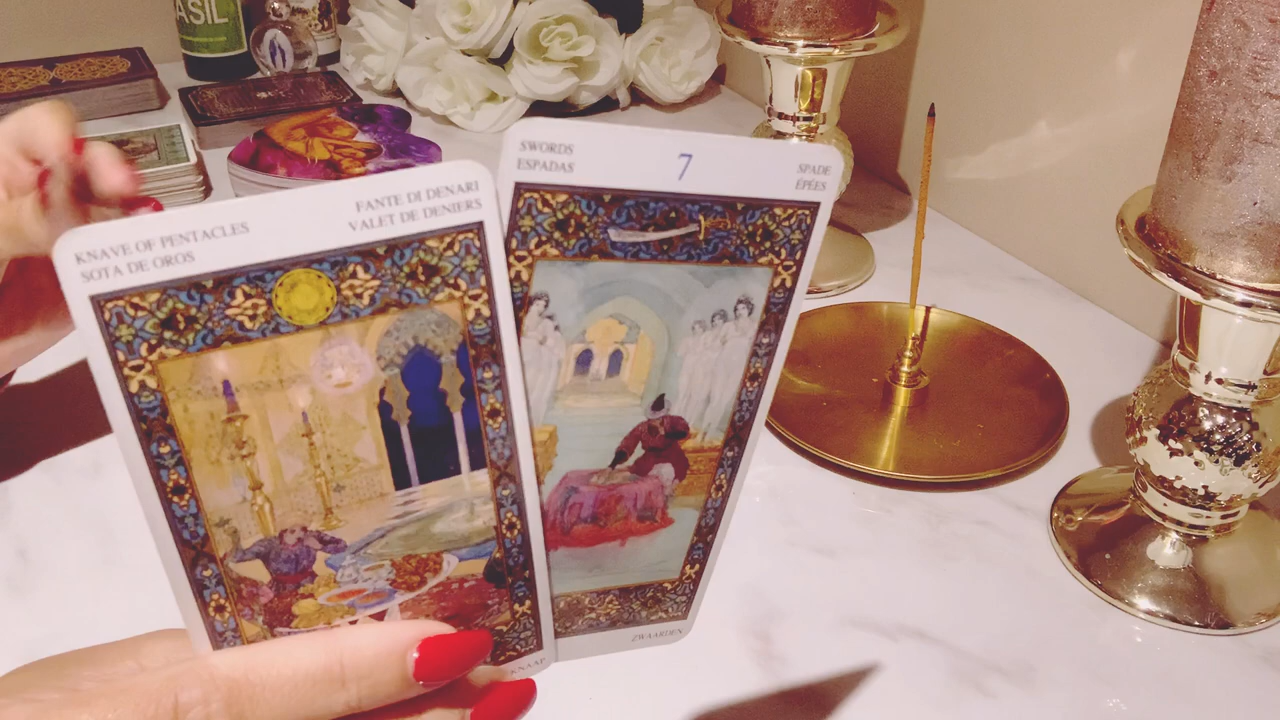 ASIL
KNAVE OF PENTACLES
SOTA DE OROS
FANTE DI DENARI
VALET DE DENIERS
KNAAP
SWORDS
ESPADAS
7
SPADE
ÉPÉES
ZWAARDEN